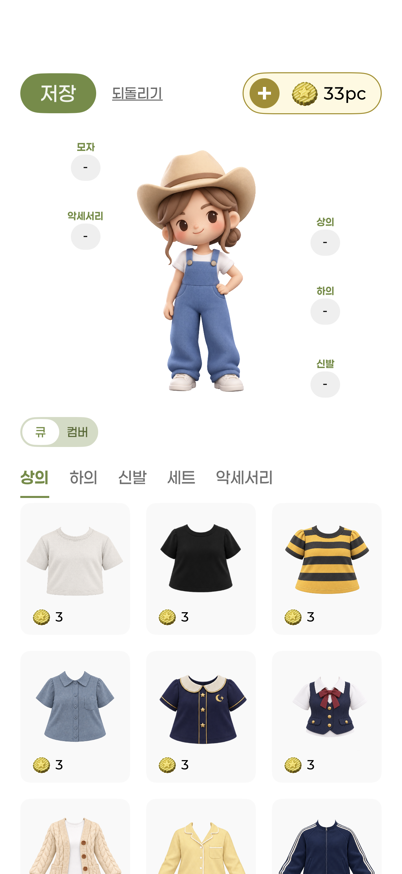 저장 되돌리기 + 33pc
모자
-
악세서리
-
상의
-
하의
-
신발
-
큐 컴버
상의 하의 신발 세트 악세서리
3 3 3
3 3 3